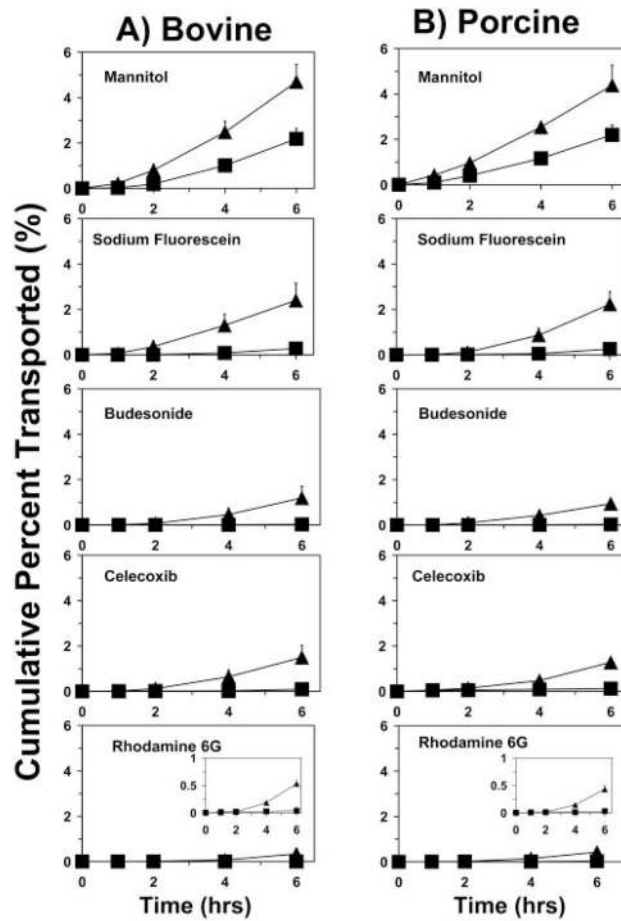 A) Bovine
B) Porcine
Cumulative Percent Transported (%)
Mannitol
6
4
2
0
0 2 4 6
Mannitol
6
4
2
0
0 2 4 6
Sodium Fluorescein
6
4
2
0
0 2 4 6
Sodium Fluorescein
6
4
2
0
0 2 4 6
Budesonide
6
4
2
0
0 2 4 6
Budesonide
6
4
2
0
0 2 4 6
Celecoxib
6
4
2
0
0 2 4 6
Celecoxib
6
4
2
0
0 2 4 6
Rhodamine 6G
6
4
2
0
1
0.5
0
0 2 4 6
0 2 4 6
Time (hrs)
Rhodamine 6G
6
4
2
0
1
0.5
0
0 2 4 6
0 2 4 6
Time (hrs)